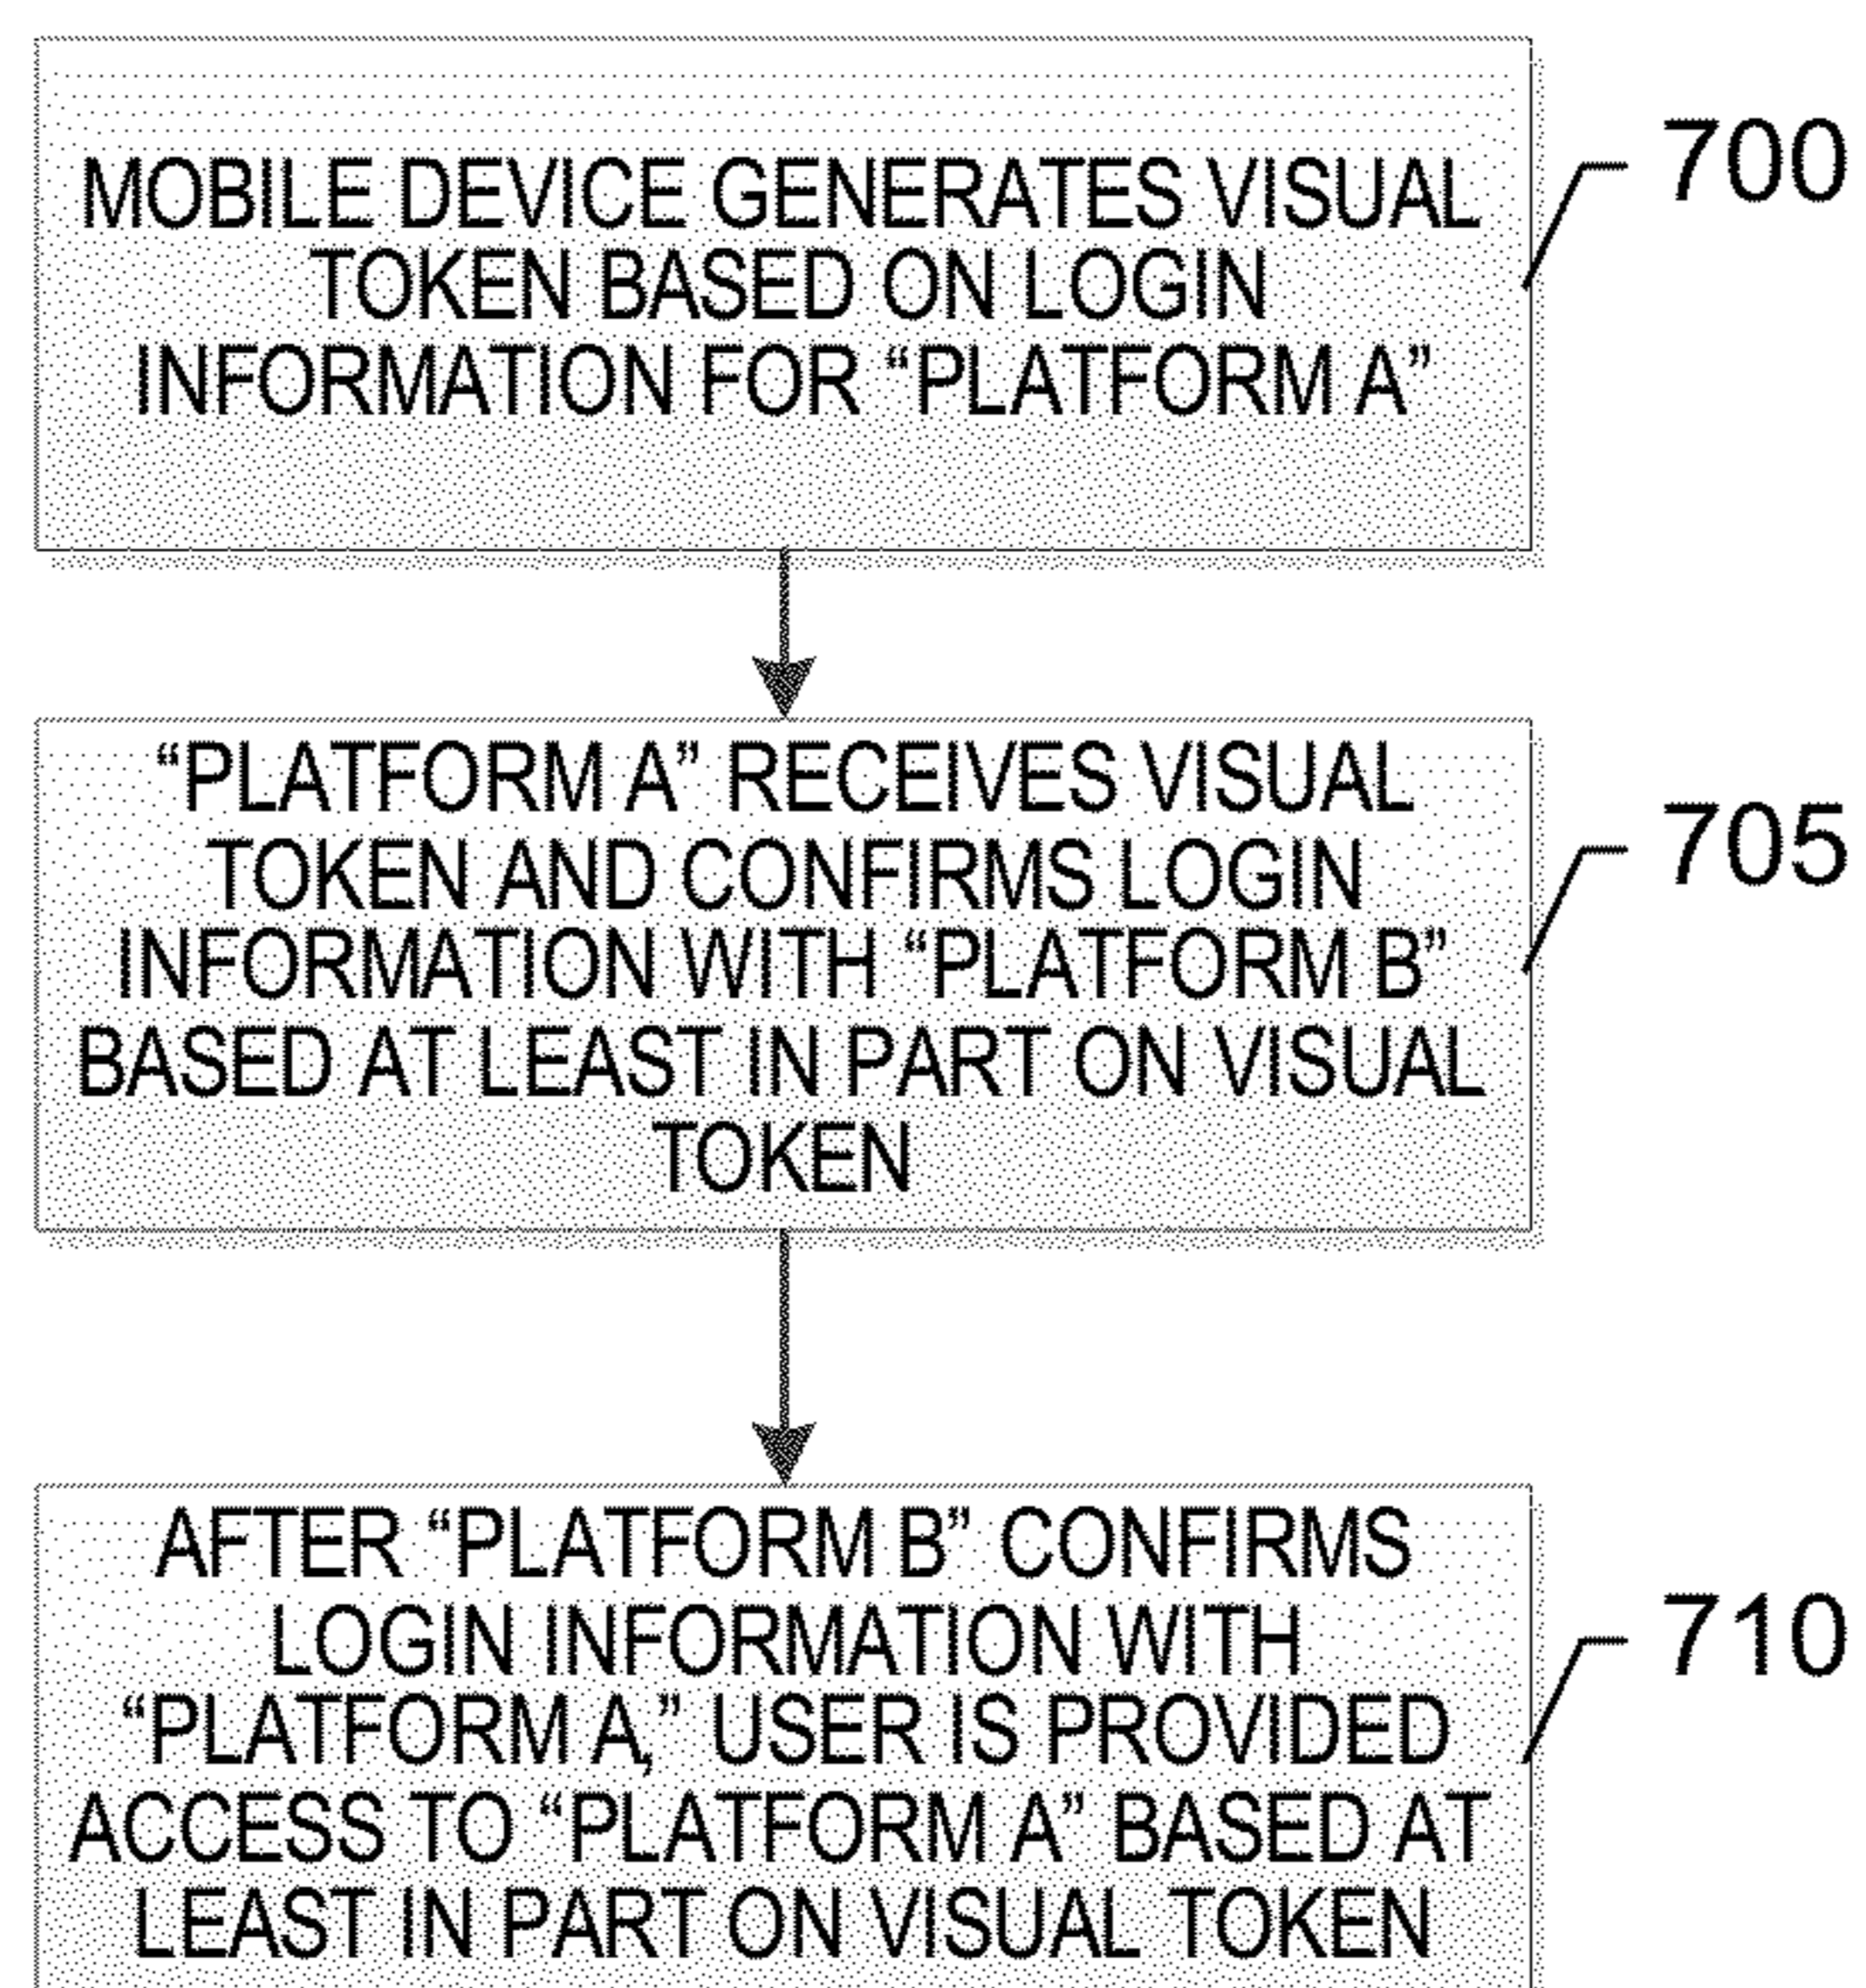 MOBILE DEVICE GENERATES VISUAL
TOKEN BASED ON LOGIN
INFORMATION FOR “PLATFORM A”
700
“PLATFORM A” RECEIVES VISUAL
TOKEN AND CONFIRMS LOGIN
INFORMATION WITH “PLATFORM B”
BASED AT LEAST IN PART ON VISUAL
TOKEN
705
AFTER “PLATFORM B” CONFIRMS
LOGIN INFORMATION WITH
“PLATFORM A,” USER IS PROVIDED
ACCESS TO “PLATFORM A” BASED AT
LEAST IN PART ON VISUAL TOKEN
710